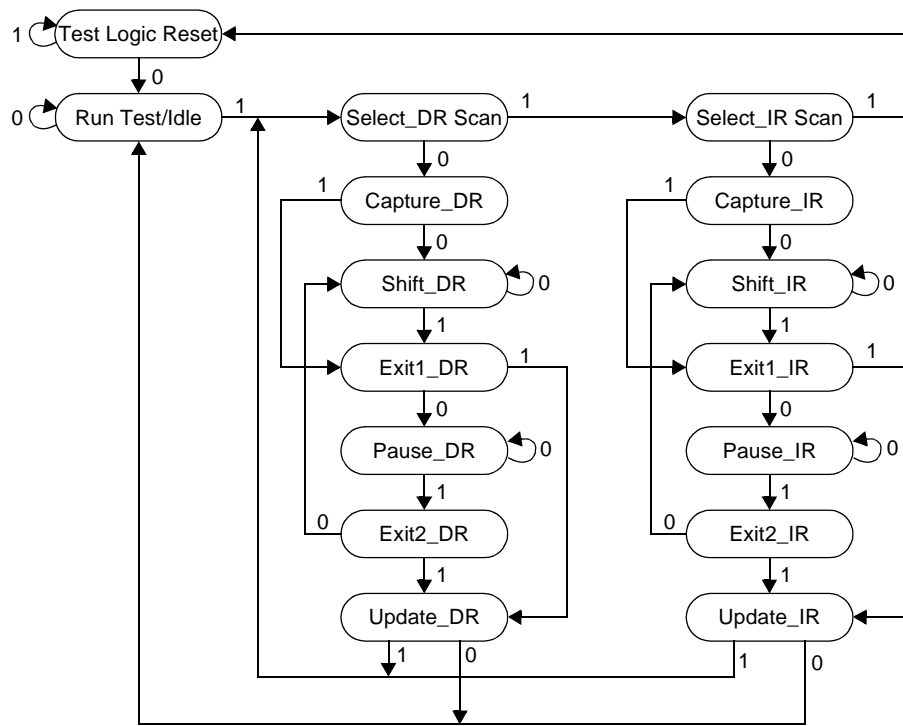 1 Test Logic Reset
0
0 Run Test/Idle 1 Select_DR Scan 1 Select_IR Scan 1
0 0
1 Capture_DR 1 Capture_IR
0 0
Shift_DR 0 Shift_IR 0
1 1
Exit1_DR 1 Exit1_IR 1
0 0
Pause_DR 0 Pause_IR 0
1 1
0 Exit2_DR 0 Exit2_IR
1 1
Update_DR Update_IR
1 0 1 0